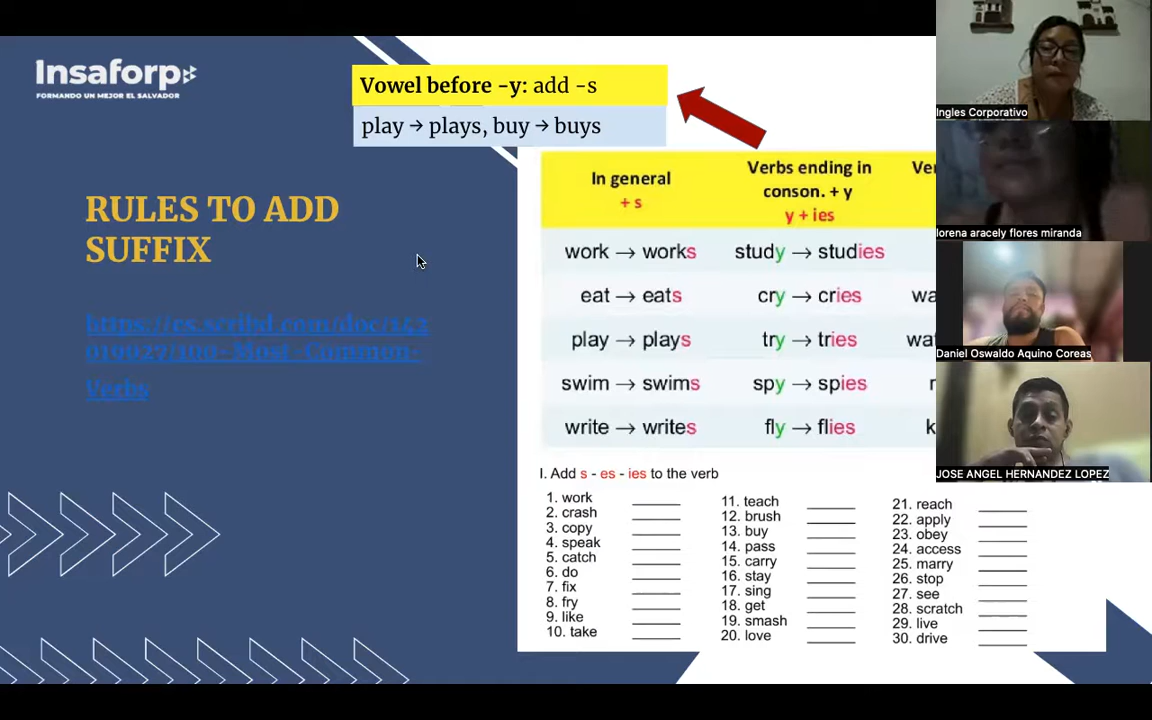 Insaforp
FORMANDO UN MEJOR EL SALVADOR
Vowel before -y: add -s
play → plays, buy → buys
RULES TO ADD
SUFFIX
Verbs
In general
+ s
Verbs ending in
conson. + y
y + ies
work → works
study → studies
eat → eats
cry → cries
play → plays
try → tries
swim → swims
spy → spies
write → writes
fly → flies
I. Add s - es - ies to the verb
1. work
2. crash
3. copy
4. speak
5. catch
6. do
7. fix
8. fry
9. like
10. take
11. teach
12. brush
13. buy
14. pass
15. carry
16. stay
17. sing
18. get
19. smash
20. love
21. reach
22. apply
23. obey
24. access
25. marry
26. stop
27. see
28. scratch
29. live
30. drive
Ingles Corporativo
lorena aracely flores miranda
Daniel Oswaldo Aquino Coreas
JOSE ANGEL HERNANDEZ LOPEZ